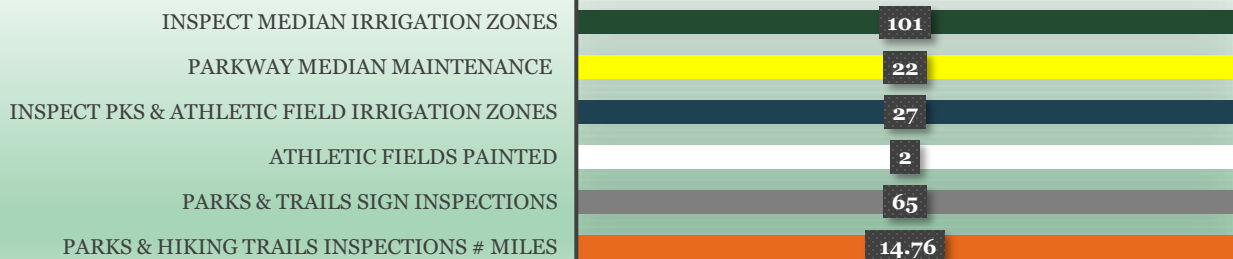 INSPECT MEDIAN IRRIGATION ZONES 101
PARKWAY MEDIAN MAINTENANCE 22
INSPECT PKS & ATHLETIC FIELD IRRIGATION ZONES 27
ATHLETIC FIELDS PAINTED 2
PARKS & TRAILS SIGN INSPECTIONS 65
PARKS & HIKING TRAILS INSPECTIONS # MILES 14.76